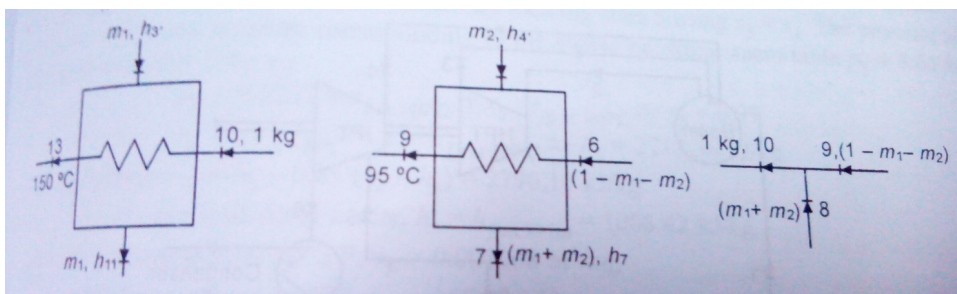 m₁, h₃'
13
150 °C
10, 1 kg
m₁, h₁₁
m₂, h₄'
9
95 °C
6
(1 – m₁– m₂)
7
(m₁+ m₂), h₇
1 kg, 10
9,(1 – m₁– m₂)
(m₁+ m₂)
8